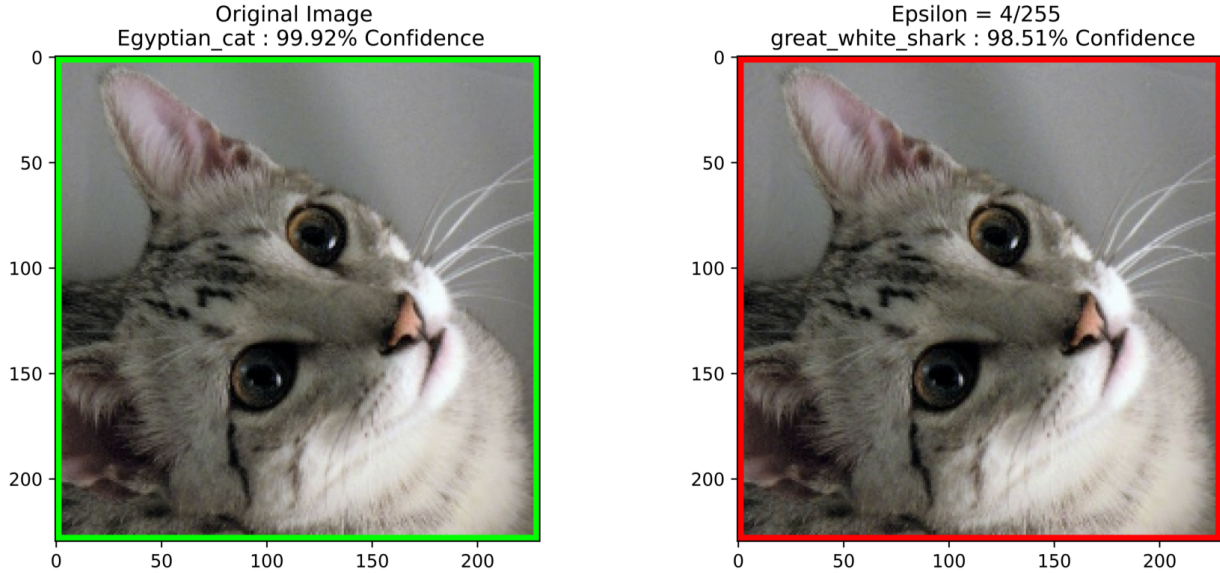 Original Image
Egyptian_cat : 99.92% Confidence
0
50
100
150
200
0 50 100 150 200
Epsilon = 4/255
great_white_shark : 98.51% Confidence
0
50
100
150
200
0 50 100 150 200